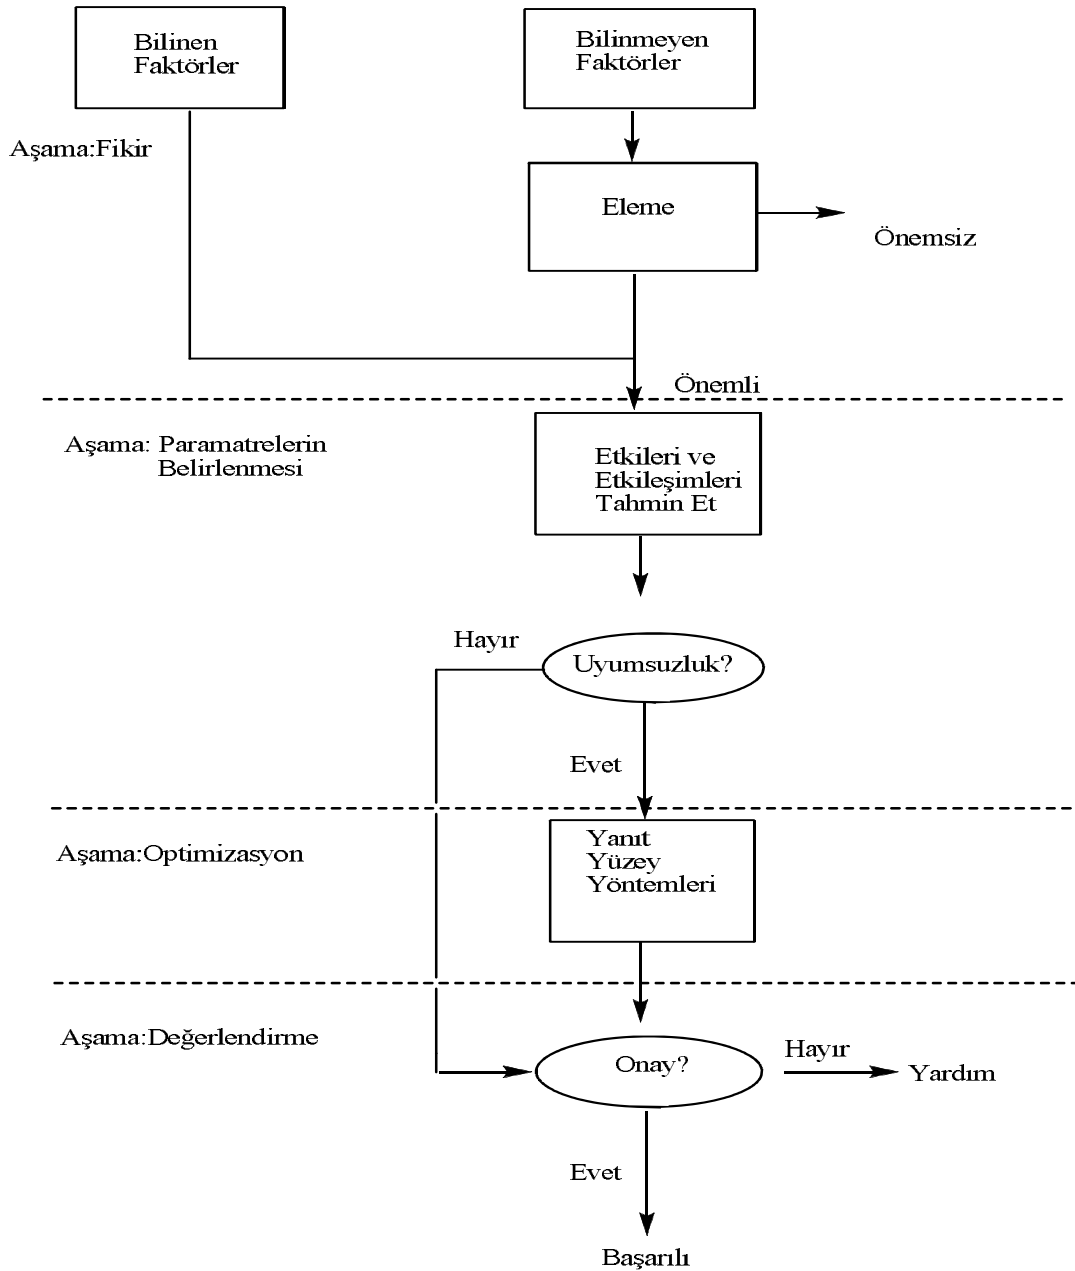 Bilinen
Faktörler
Bilinmeyen
Faktörler
Aşama:Fikir
Eleme
Önemsiz
Önemli
Aşama: Paramatrelerin
Belirlenmesi
Etkileri ve
Etkileşimleri
Tahmin Et
Hayır
Uyumsuzluk?
Evet
Aşama:Optimizasyon
Yanıt
Yüzey
Yöntemleri
Aşama:Değerlendirme
Onay?
Hayır
Yardım
Evet
Başarılı